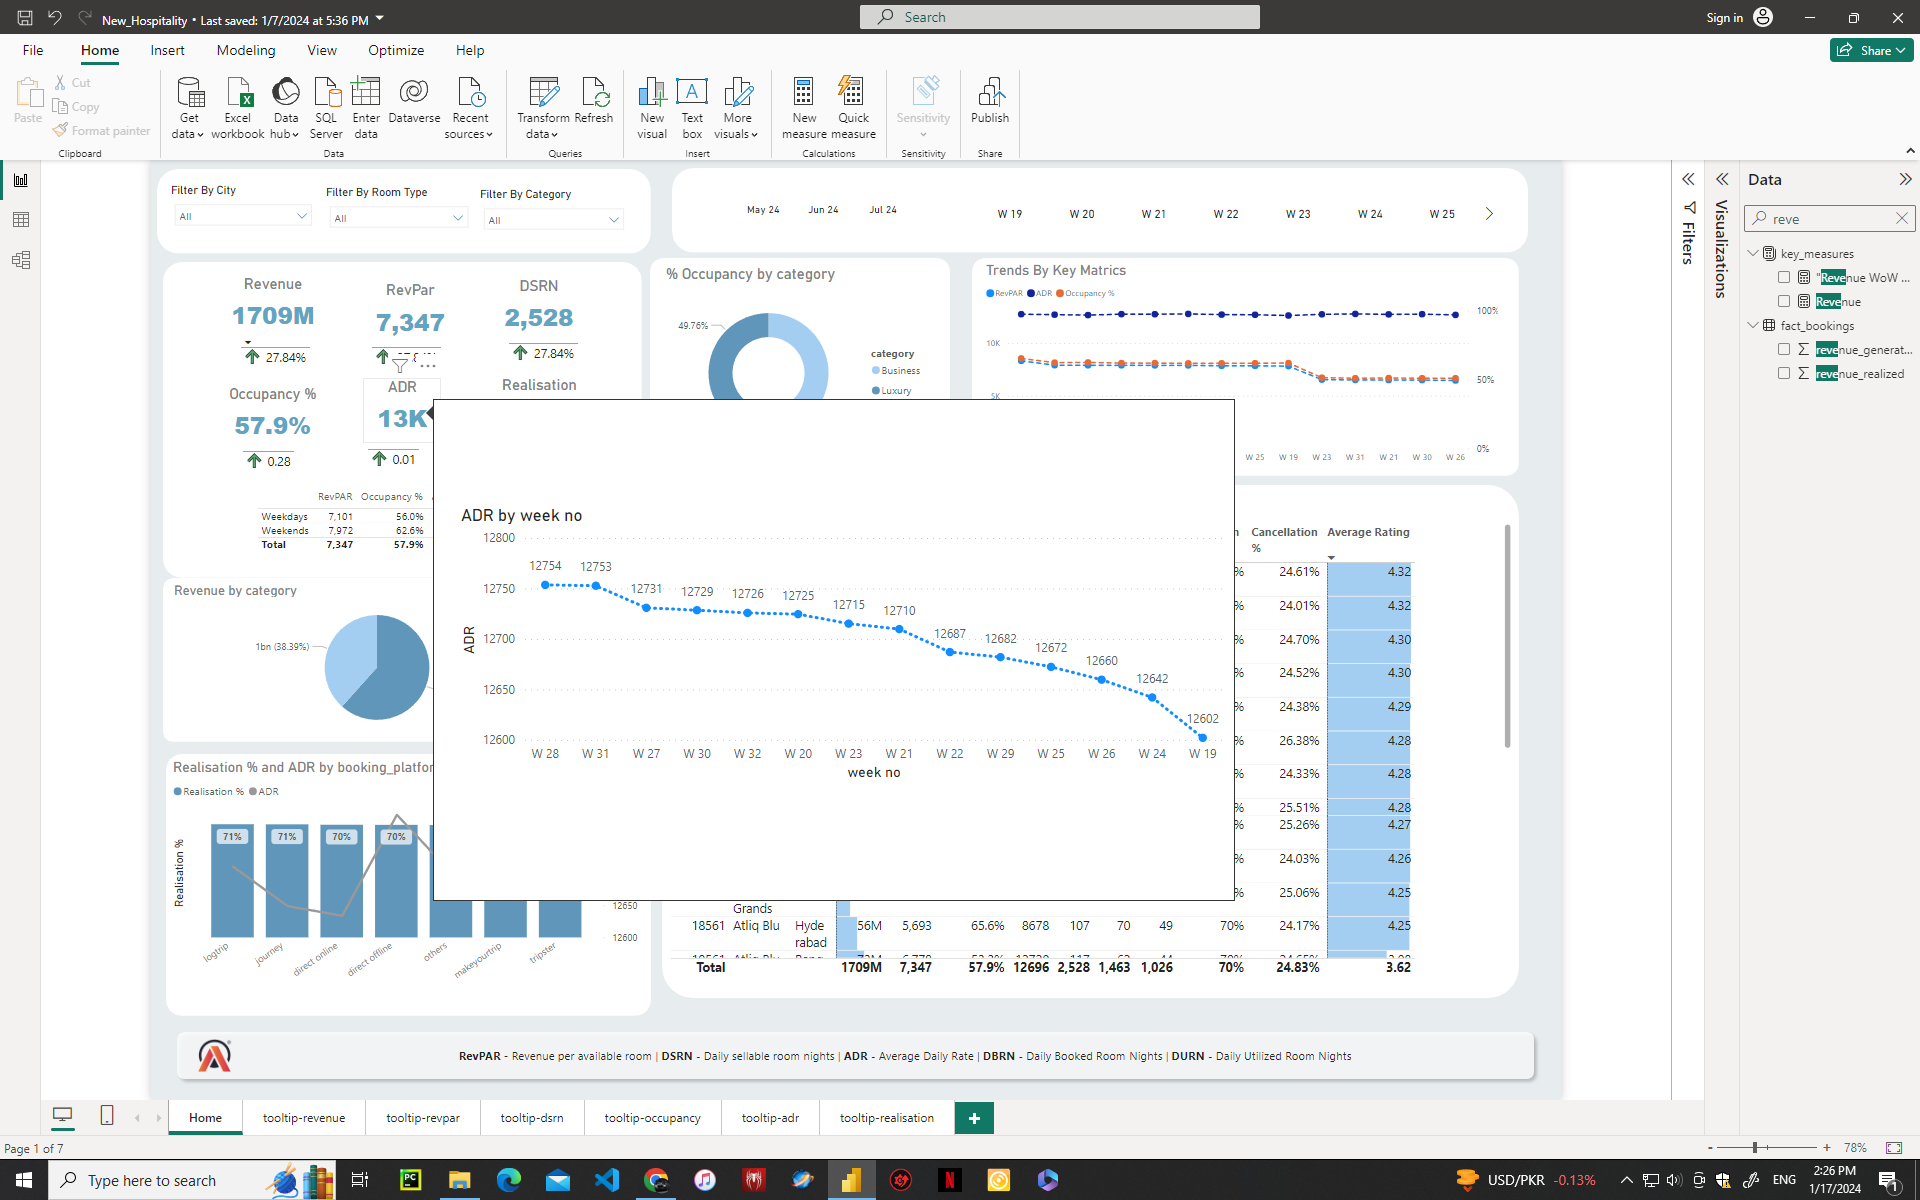 New_Hospitality • Last saved: 1/7/2024 at 5:36 PM
Search
Sign in
File
Home
Insert
Modeling
View
Optimize
Help
Share
Paste
Cut
Copy
Format painter
Clipboard
Get data
Excel workbook
Data hub
SQL Server
Enter data
Dataverse
Recent sources
Data
Transform data
Refresh
Queries
New visual
Text box
More visuals
Insert
New measure
Quick measure
Calculations
Sensitivity
Sensitivity
Publish
Share
Filter By City
All
Filter By Room Type
All
Filter By Category
All
May 24 Jun 24 Jul 24
W 19 W 20 W 21 W 22 W 23 W 24 W 25
Revenue
1709M
27.84%
RevPar
7,347
DSRN
2,528
27.84%
Occupancy %
57.9%
0.28
ADR
13K
0.01
Realisation
RevPAR Occupancy %
Weekdays 7,101 56.0%
Weekends 7,972 62.6%
Total 7,347 57.9%
% Occupancy by category
49.76%
category
Business
Luxury
Trends By Key Matrics
RevPAR ADR Occupancy %
100%
10K
50%
5K
0%
W 25 W 19 W 23 W 31 W 21 W 30 W 26
ADR by week no
12800
12750
12700
12650
12600
ADR
12754 12753 12731 12729 12726 12725 12715 12710 12687 12682 12672 12660 12642 12602
W 28 W 31 W 27 W 30 W 32 W 20 W 23 W 21 W 22 W 29 W 25 W 26 W 24 W 19
week no
Revenue by category
1bn (38.39%)
Realisation % and ADR by booking_platfor
Realisation % ADR
Realisation %
71% 71% 70% 70%
12650
12600
logtrip journey direct online direct offline others makeyourtrip tripster
n Cancellation % Average Rating
% 24.61% 4.32
% 24.01% 4.32
% 24.70% 4.30
% 24.52% 4.30
% 24.38% 4.29
% 26.38% 4.28
% 24.33% 4.28
% 25.51% 4.28
% 25.26% 4.27
% 24.03% 4.26
% 25.06% 4.25
Grands
18561 Atliq Blu Hyde rabad 56M 5,693 65.6% 8678 107 70 49 70% 24.17% 4.25
Total 1709M 7,347 57.9% 12696 2,528 1,463 1,026 70% 24.83% 3.62
RevPAR - Revenue per available room | DSRN - Daily sellable room nights | ADR - Average Daily Rate | DBRN - Daily Booked Room Nights | DURN - Daily Utilized Room Nights
Filters
Visualizations
Data
reve
key_measures
"Revenue WoW ...
Revenue
fact_bookings
revenue_generat...
revenue_realized
Home
tooltip-revenue
tooltip-revpar
tooltip-dsrn
tooltip-occupancy
tooltip-adr
tooltip-realisation
+
Page 1 of 7
- + 78%
Type here to search
PC
N
USD/PKR -0.13%
ENG
2:26 PM
1/17/2024
1